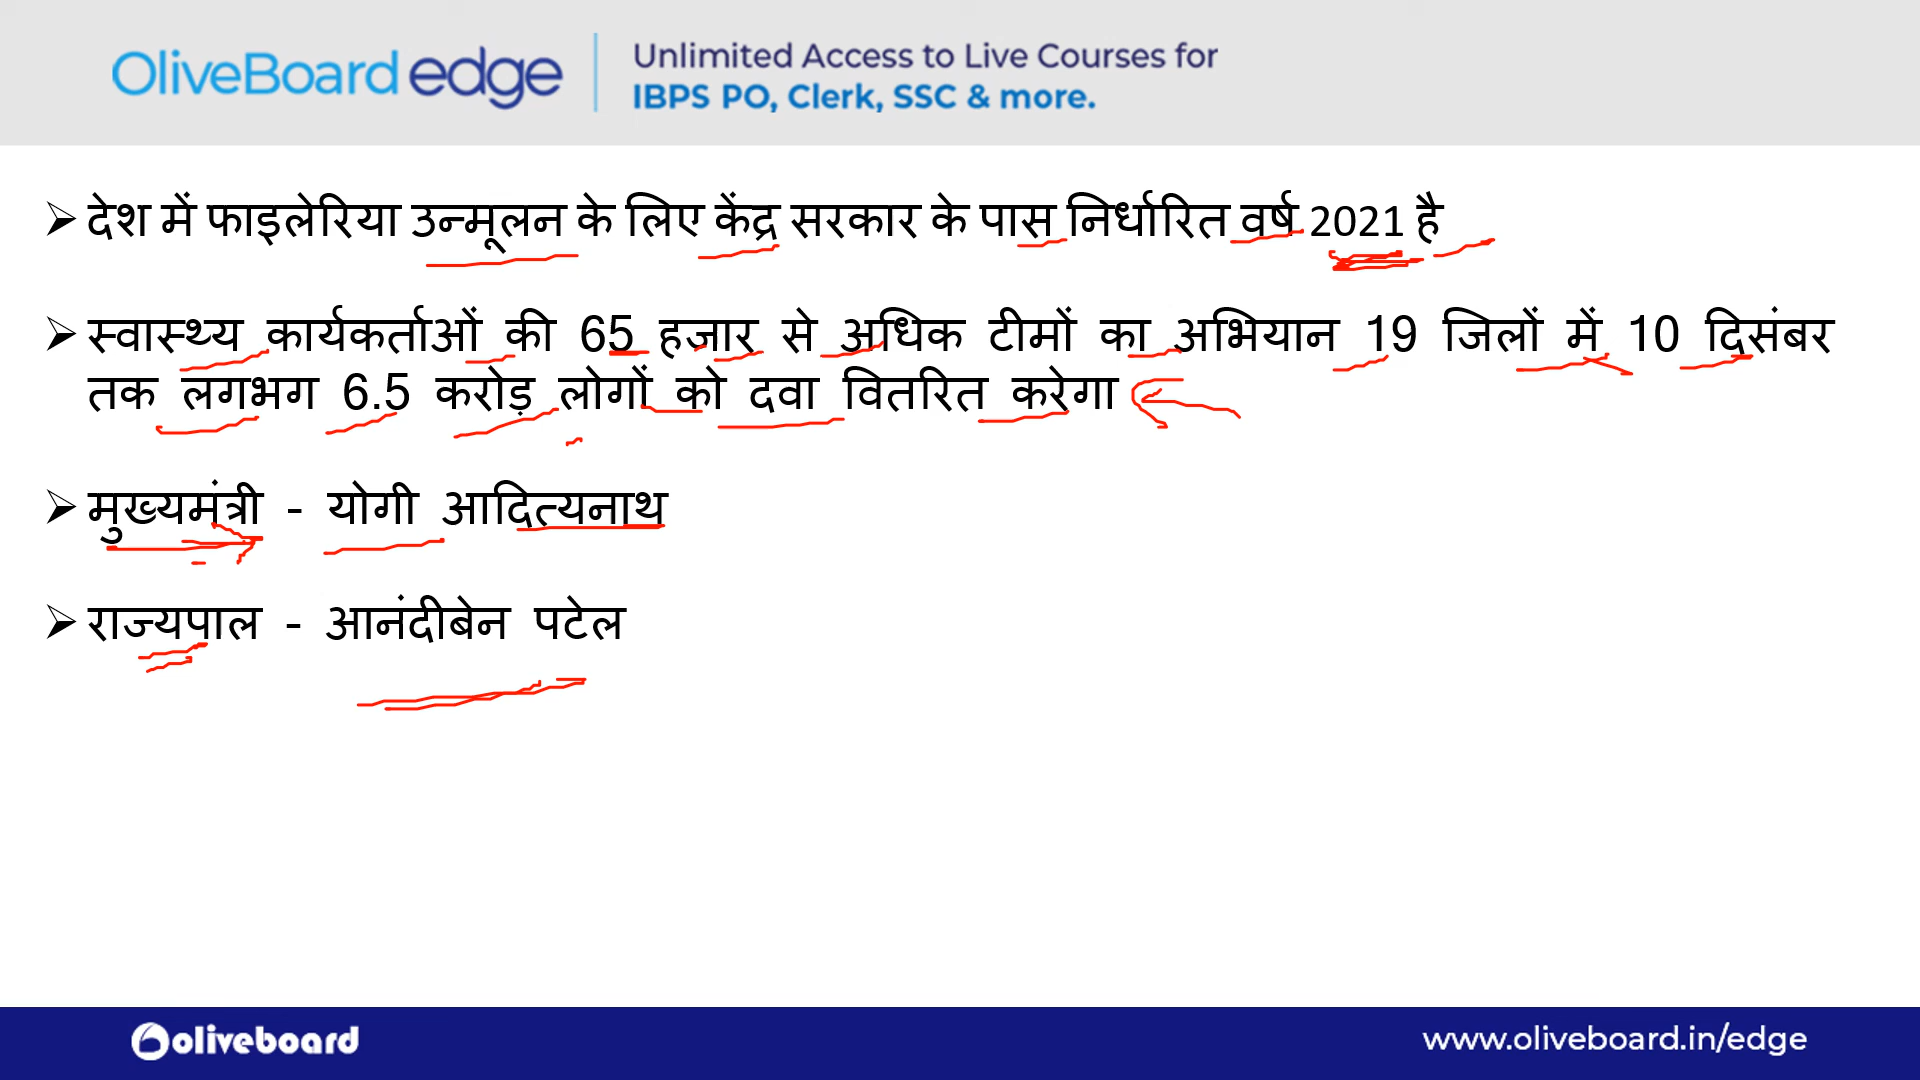 OliveBoard edge
Unlimited Access to Live Courses for
IBPS PO, Clerk, SSC & more.
➢ देश में फाइलेरिया उन्मूलन के लिए केंद्र सरकार के पास निर्धारित वर्ष 2021 है
➢ स्वास्थ्य कार्यकर्ताओं की 65 हजार से अधिक टीमों का अभियान 19 जिलों में 10 दिसंबर
तक लगभग 6.5 करोड़ लोगों को दवा वितरित करेगा
➢ मुख्यमंत्री - योगी आदित्यनाथ
➢ राज्यपाल - आनंदीबेन पटेल
oliveboard
www.oliveboard.in/edge